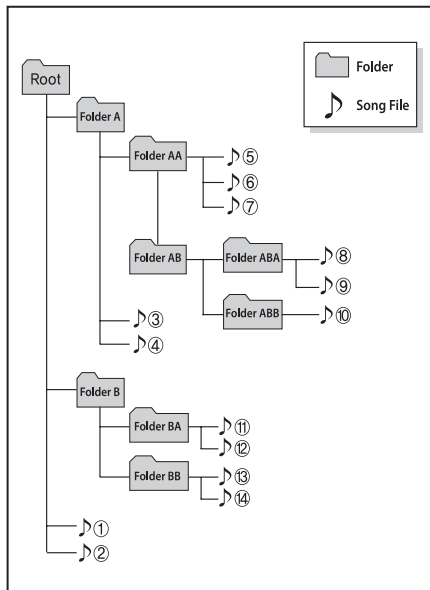 Root
Folder
Song File
Folder A
Folder AA
⑤
⑥
⑦
Folder AB
Folder ABA
⑧
⑨
Folder ABB
⑩
③
④
Folder B
Folder BA
⑪
⑫
Folder BB
⑬
⑭
①
②